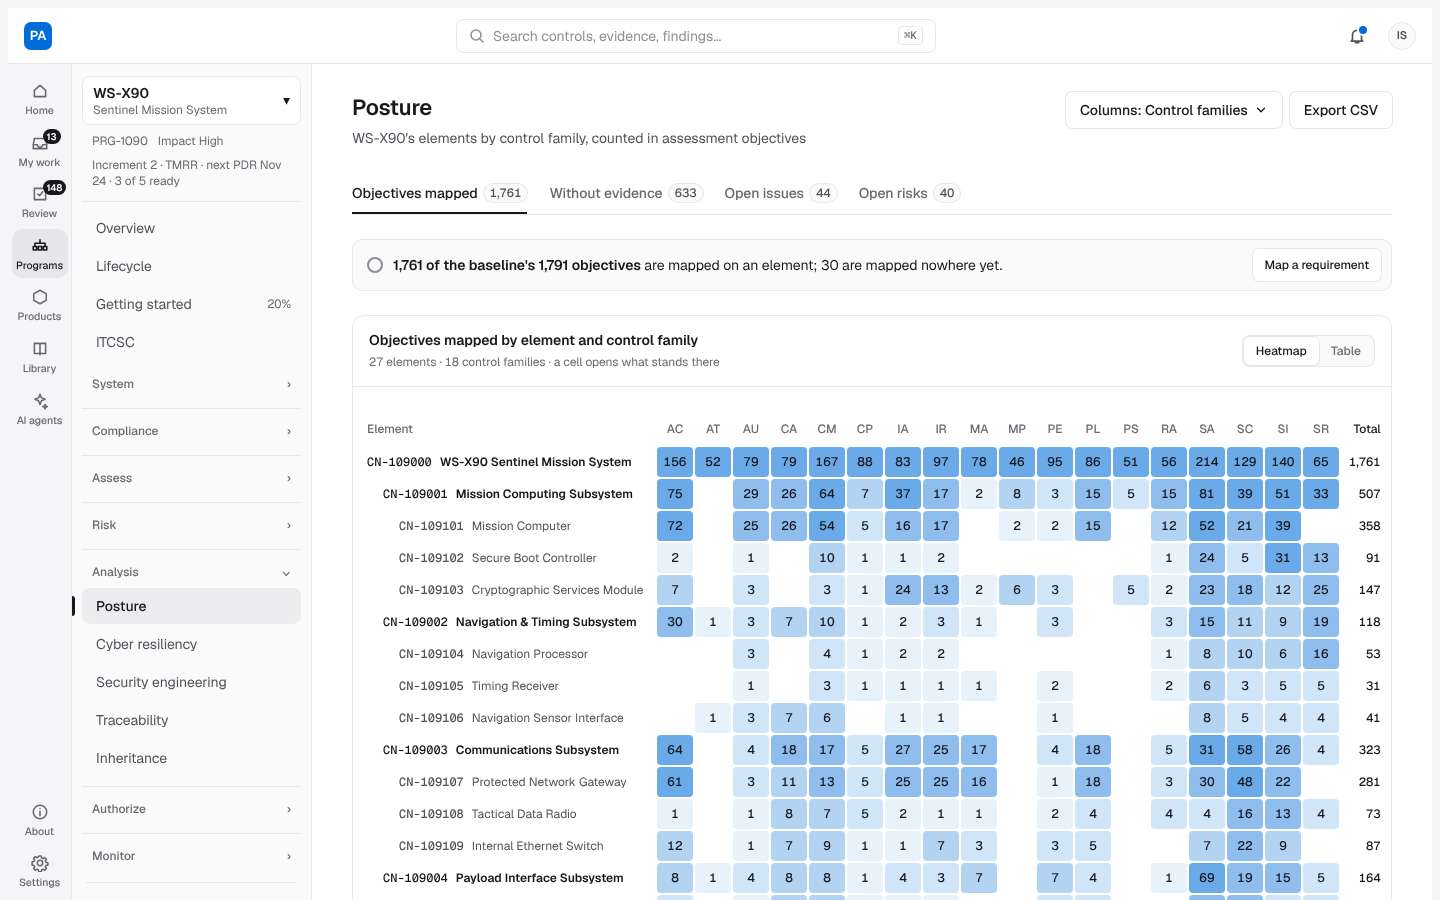 PA
Search controls, evidence, findings...
⌘K
IS
Home
13
My work
148
Review
Programs
Products
Library
AI agents
About
Settings
WS-X90
Sentinel Mission System
PRG-1090 Impact High
Increment 2 · TMRR · next PDR Nov
24 · 3 of 5 ready
Overview
Lifecycle
Getting started 20%
ITCSC
System
Compliance
Assess
Risk
Analysis
Posture
Cyber resiliency
Security engineering
Traceability
Inheritance
Authorize
Monitor
Posture
WS-X90's elements by control family, counted in assessment objectives
Columns: Control families
Export CSV
Objectives mapped 1,761 Without evidence 633 Open issues 44 Open risks 40
1,761 of the baseline's 1,791 objectives are mapped on an element; 30 are mapped nowhere yet.
Map a requirement
Objectives mapped by element and control family
27 elements · 18 control families · a cell opens what stands there
Heatmap Table
Element AC AT AU CA CM CP IA IR MA MP PE PL PS RA SA SC SI SR Total
CN-109000 WS-X90 Sentinel Mission System 156 52 79 79 167 88 83 97 78 46 95 86 51 56 214 129 140 65 1,761
CN-109001 Mission Computing Subsystem 75 29 26 64 7 37 17 2 8 3 15 5 15 81 39 51 33 507
CN-109101 Mission Computer 72 25 26 54 5 16 17 2 2 15 12 52 21 39 358
CN-109102 Secure Boot Controller 2 1 10 1 1 2 1 24 5 31 13 91
CN-109103 Cryptographic Services Module 7 3 3 1 24 13 2 6 3 5 2 23 18 12 25 147
CN-109002 Navigation & Timing Subsystem 30 1 3 7 10 1 2 3 1 3 3 15 11 9 19 118
CN-109104 Navigation Processor 3 4 1 2 2 1 8 10 6 16 53
CN-109105 Timing Receiver 1 3 1 1 1 1 2 2 6 3 5 5 31
CN-109106 Navigation Sensor Interface 1 3 7 6 1 1 1 8 5 4 4 41
CN-109003 Communications Subsystem 64 4 18 17 5 27 25 17 4 18 5 31 58 26 4 323
CN-109107 Protected Network Gateway 61 3 11 13 5 25 25 16 1 18 3 30 48 22 281
CN-109108 Tactical Data Radio 1 1 8 7 5 2 1 1 2 4 4 4 16 13 4 73
CN-109109 Internal Ethernet Switch 12 1 7 9 1 1 7 3 3 5 7 22 9 87
CN-109004 Payload Interface Subsystem 8 1 4 8 8 1 4 3 7 7 4 1 69 19 15 5 164